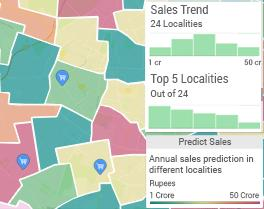 Sales Trend
24 Localities
1 cr 50 cr
Top 5 Localities
Out of 24
Predict Sales
Annual sales prediction in
different localities
Rupees
1 Crore 50 Crore